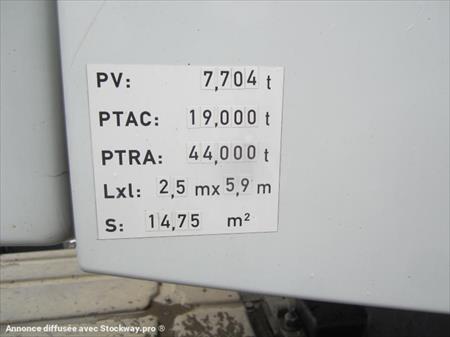 PV: 7,704 t
PTAC: 19,000 t
PTRA: 44,000 t
Lxl: 2,5 mx 5,9 m
S: 14,75 m²
Annonce diffusée avec Stockway.pro ®